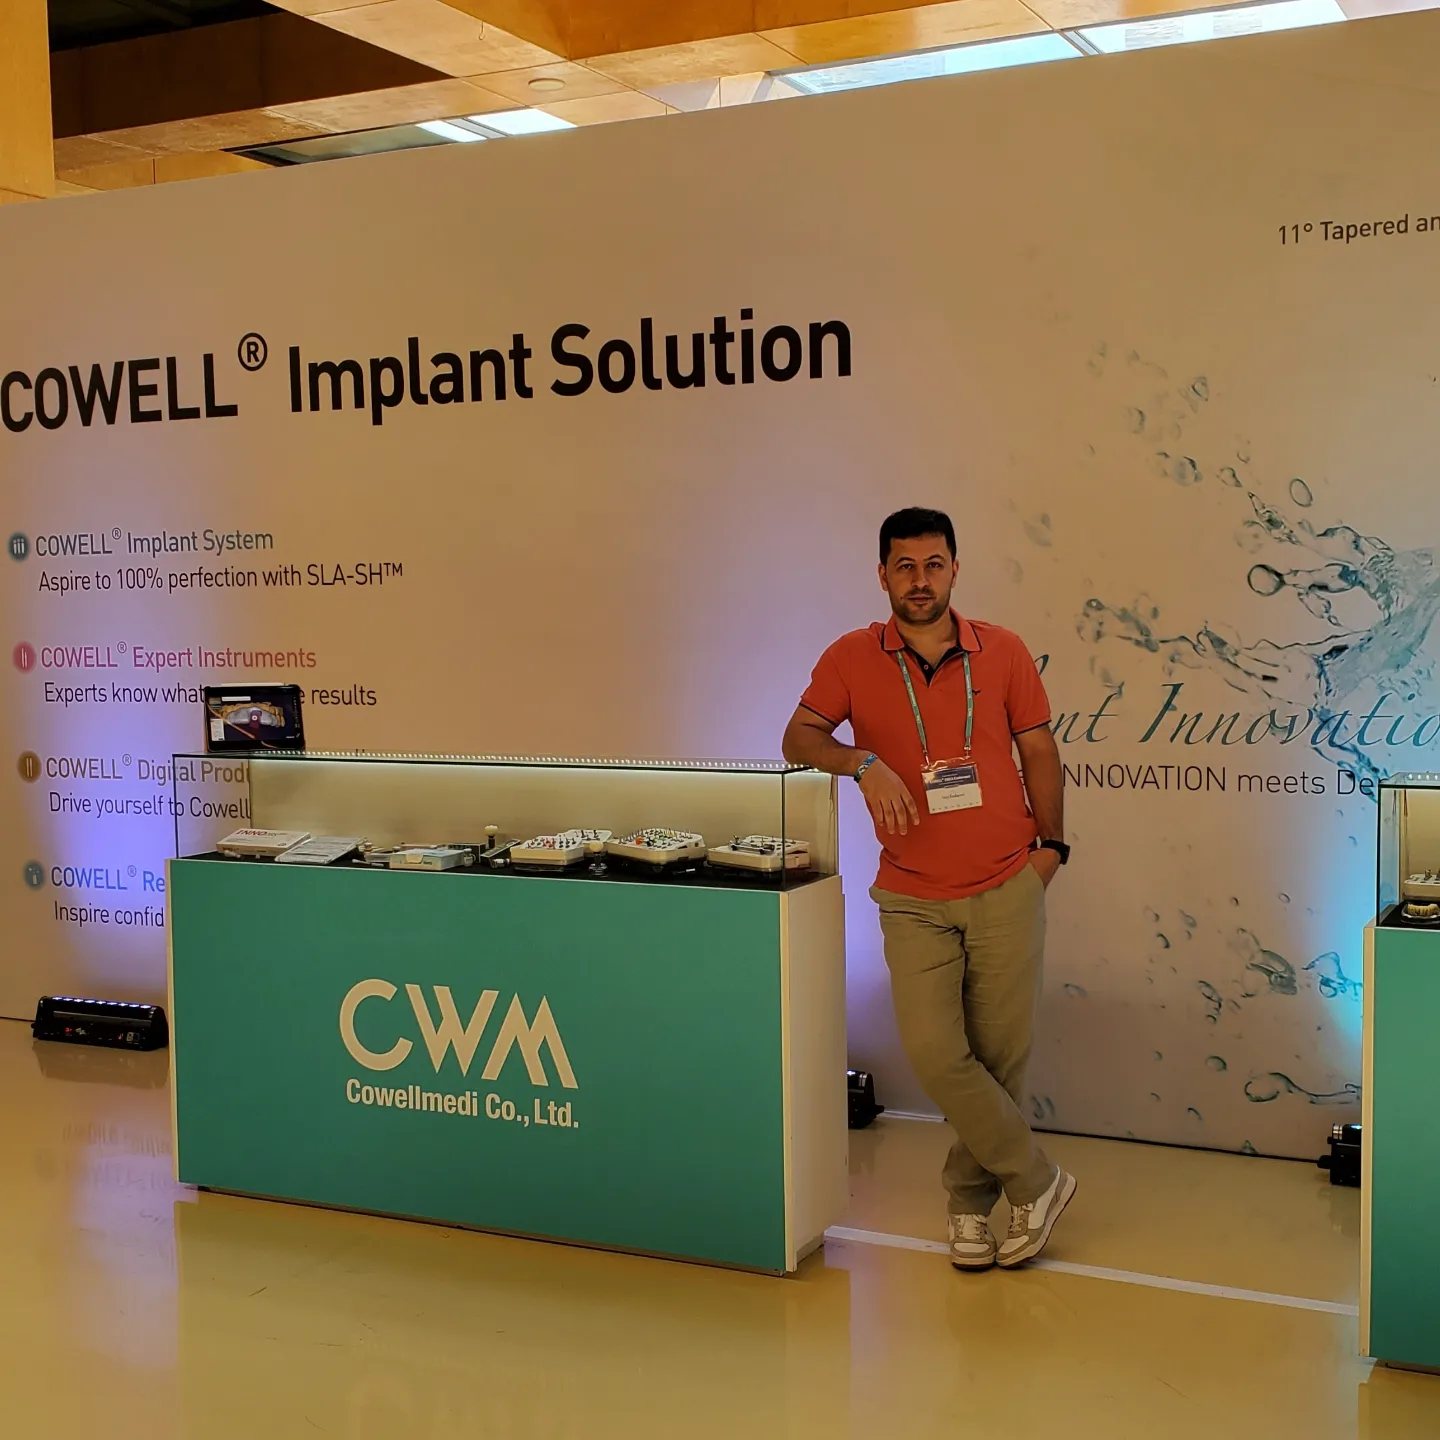 11° Tapered an
COWELL® Implant Solution
COWELL® Implant System
Aspire to 100% perfection with SLA-SH™
COWELL® Expert Instruments
Experts know what results
COWELL® Digital Prod
Drive yourself to Cowell
COWELL® Re
Inspire confid
nt Innovatio
INNOVATION meets De
INNO
CWM
Cowellmedi Co., Ltd.